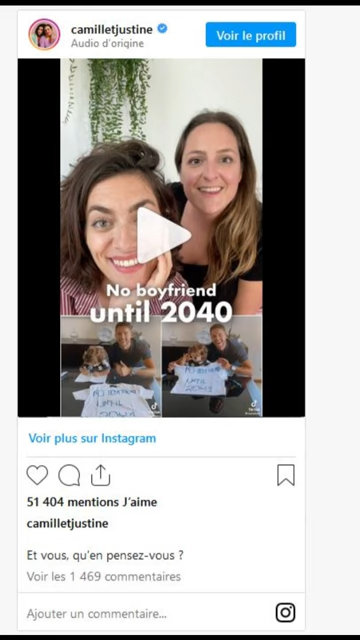 camilletjustine
Audio d'origine
Voir le profil
No boyfriend
until 2040
Voir plus sur Instagram
51 404 mentions J'aime
camilletjustine
Et vous, qu'en pensez-vous ?
Voir les 1 469 commentaires
Ajouter un commentaire...